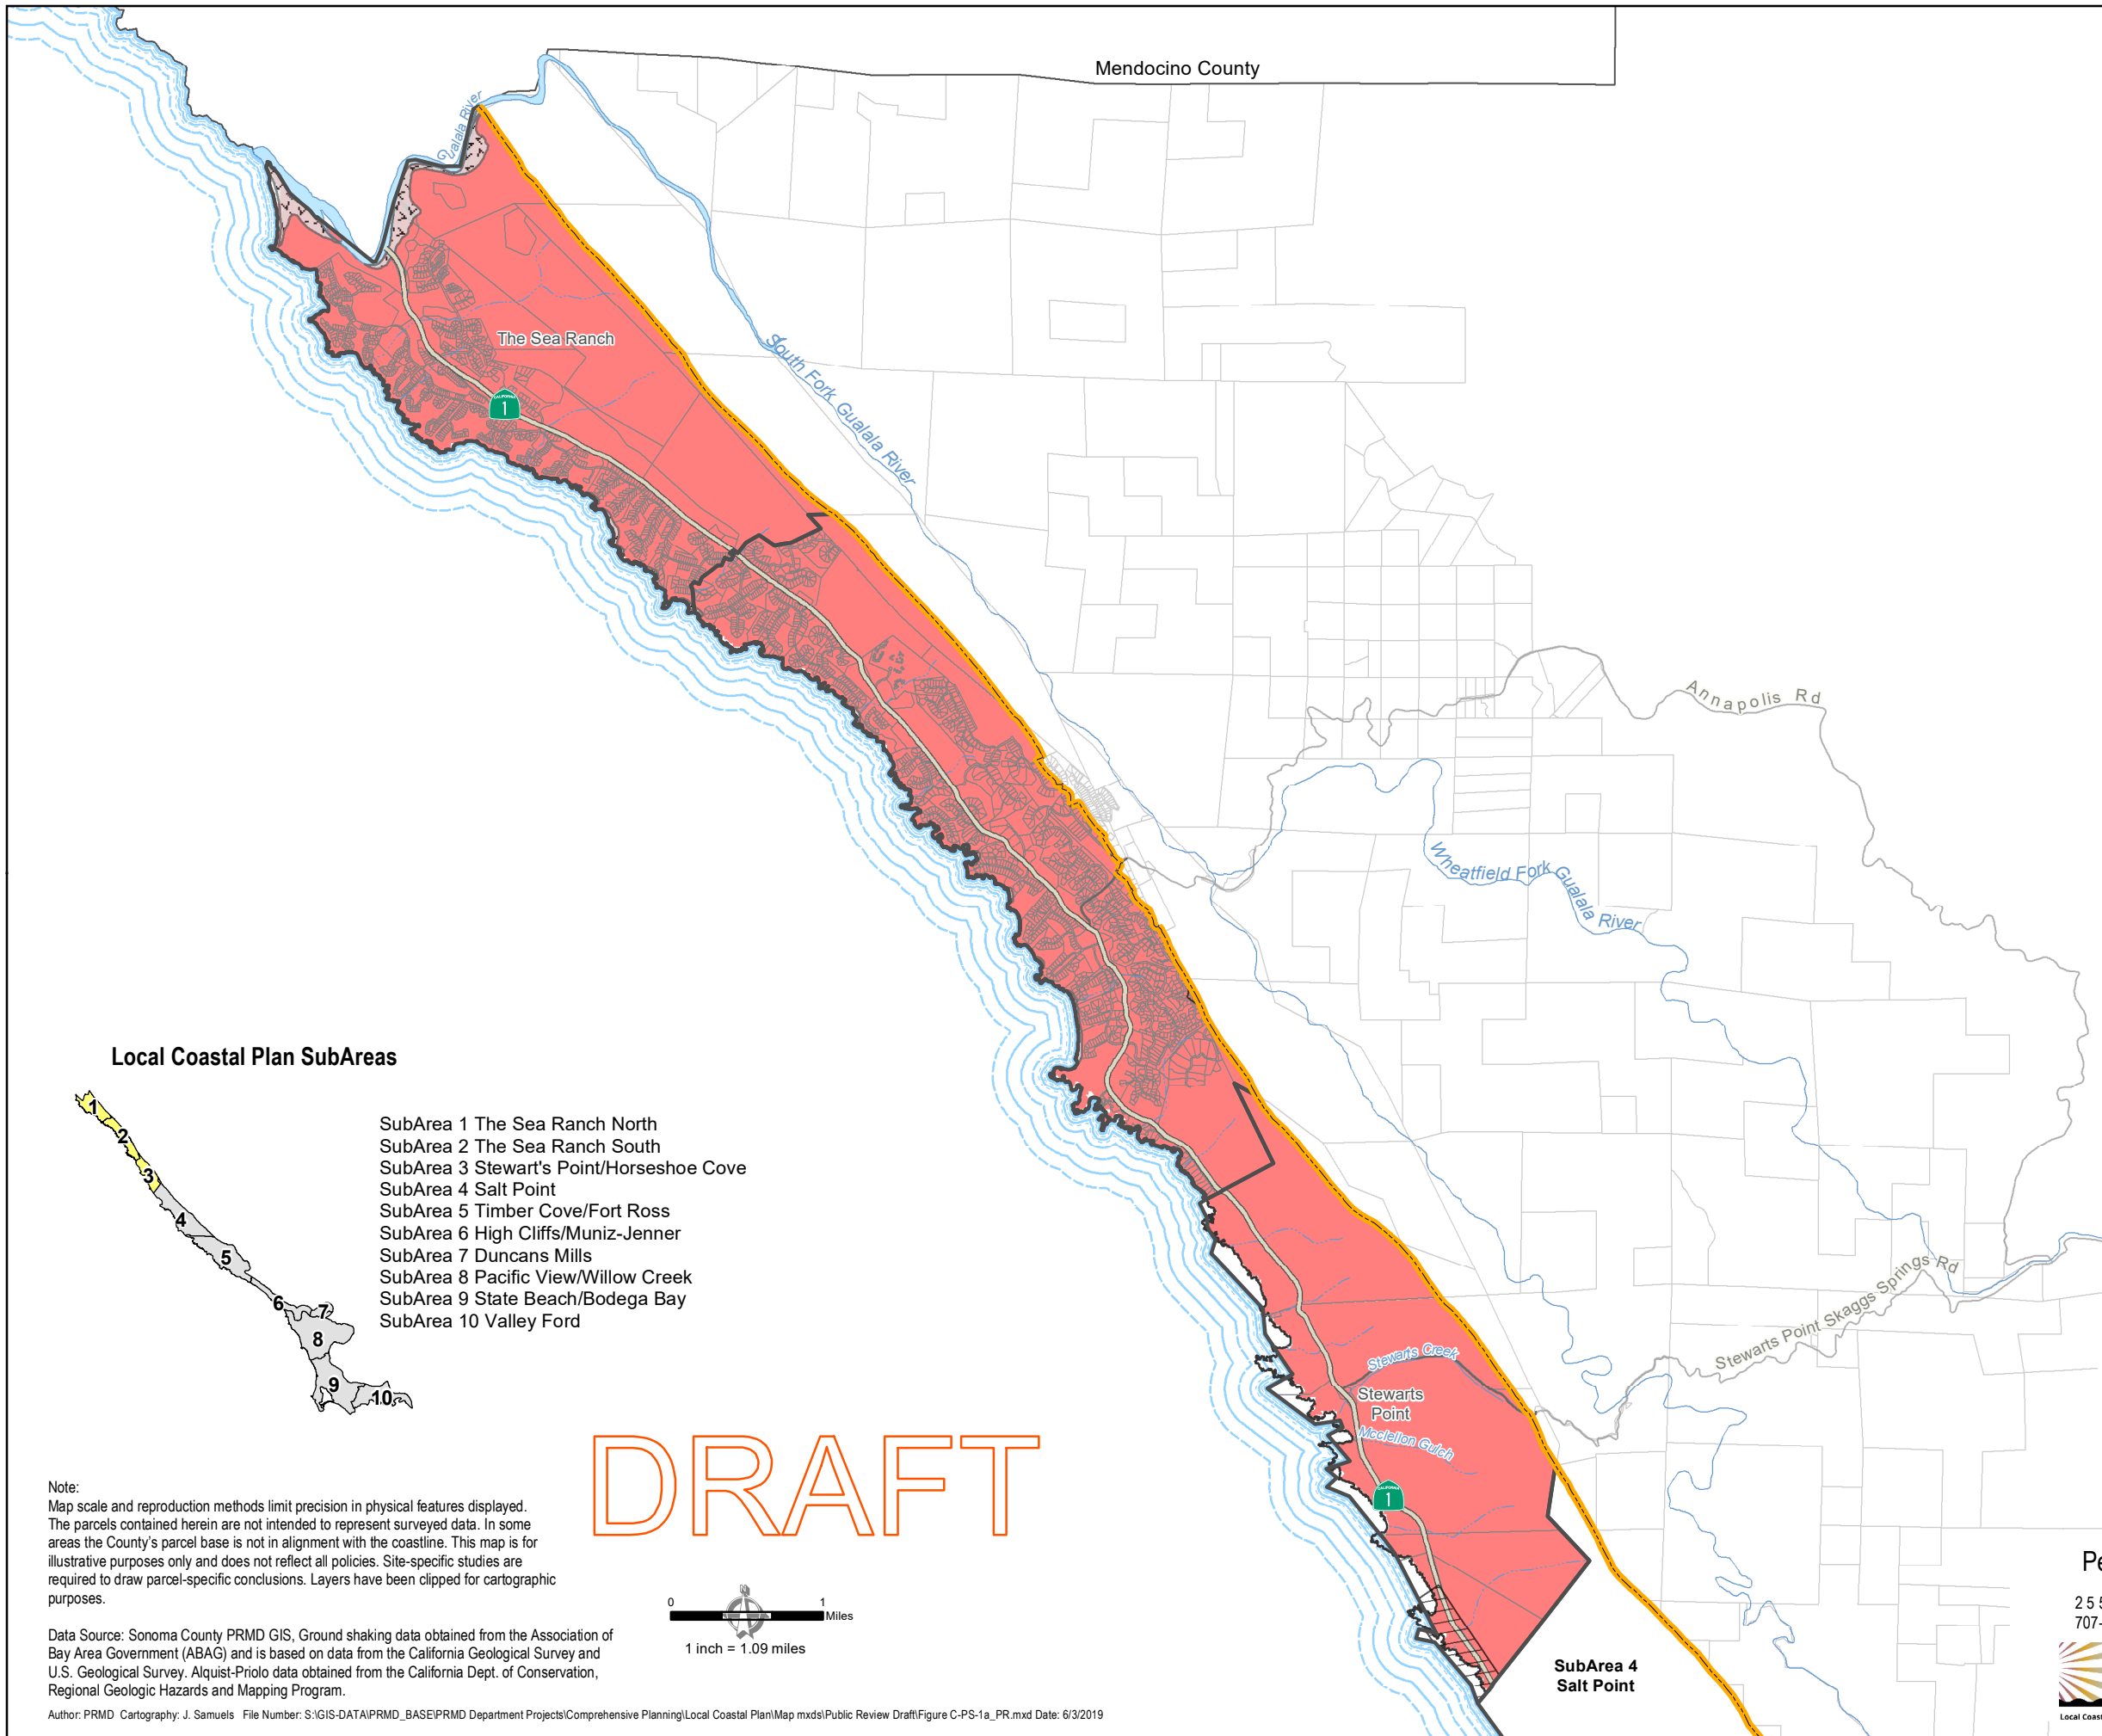 Mendocino County
Gualala River
The Sea Ranch
CALIFORNIA
1
South Fork Gualala River
Annapolis Rd
Wheatfield Fork Gualala River
Local Coastal Plan SubAreas
1
2
3
4
5
6
7
8
9
10
SubArea 1 The Sea Ranch North
SubArea 2 The Sea Ranch South
SubArea 3 Stewart's Point/Horseshoe Cove
SubArea 4 Salt Point
SubArea 5 Timber Cove/Fort Ross
SubArea 6 High Cliffs/Muniz-Jenner
SubArea 7 Duncans Mills
SubArea 8 Pacific View/Willow Creek
SubArea 9 State Beach/Bodega Bay
SubArea 10 Valley Ford
Stewarts Point Skaggs Springs Rd
Stewarts Creek
Stewarts
Point
Mcclellon Gulch
CALIFORNIA
1
DRAFT
Note:
Map scale and reproduction methods limit precision in physical features displayed.
The parcels contained herein are not intended to represent surveyed data. In some
areas the County's parcel base is not in alignment with the coastline. This map is for
illustrative purposes only and does not reflect all policies. Site-specific studies are
required to draw parcel-specific conclusions. Layers have been clipped for cartographic
purposes.
N
0 1
Miles
1 inch = 1.09 miles
Data Source: Sonoma County PRMD GIS, Ground shaking data obtained from the Association of
Bay Area Government (ABAG) and is based on data from the California Geological Survey and
U.S. Geological Survey. Alquist-Priolo data obtained from the California Dept. of Conservation,
Regional Geologic Hazards and Mapping Program.
Author: PRMD Cartography: J. Samuels File Number: S:\GIS-DATA\PRMD_BASE\PRMD Department Projects\Comprehensive Planning\Local Coastal Plan\Map mxds\Public Review Draft\Figure C-PS-1a_PR.mxd Date: 6/3/2019
SubArea 4
Salt Point
Pe
2 5 5
707-
Local Coast